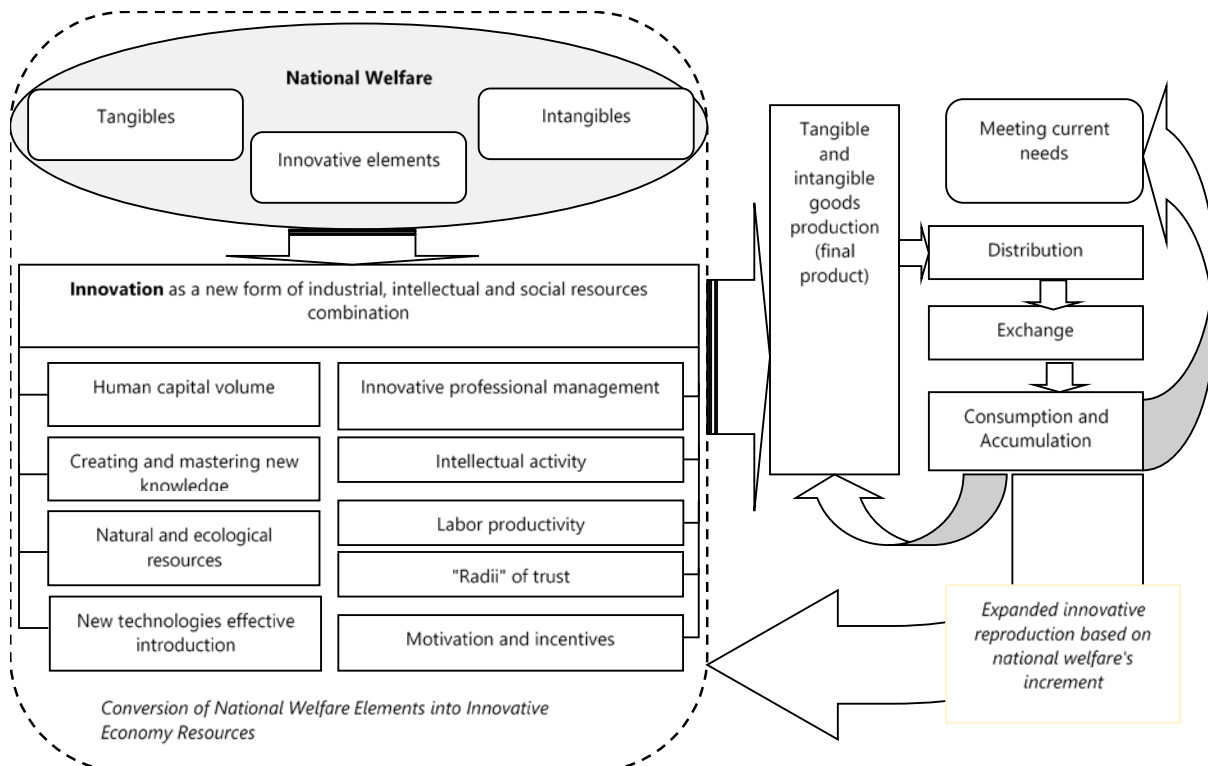 National Welfare
Tangibles
Innovative elements
Intangibles
Innovation as a new form of industrial, intellectual and social resources
combination
Human capital volume
Creating and mastering new
knowledge
Natural and ecological
resources
New technologies effective
introduction
Innovative professional management
Intellectual activity
Labor productivity
"Radii" of trust
Motivation and incentives
Conversion of National Welfare Elements into Innovative
Economy Resources
Tangible
and
intangible
goods
production
(final
product)
Meeting current
needs
Distribution
Exchange
Consumption and
Accumulation
Expanded innovative
reproduction based on
national welfare's
increment